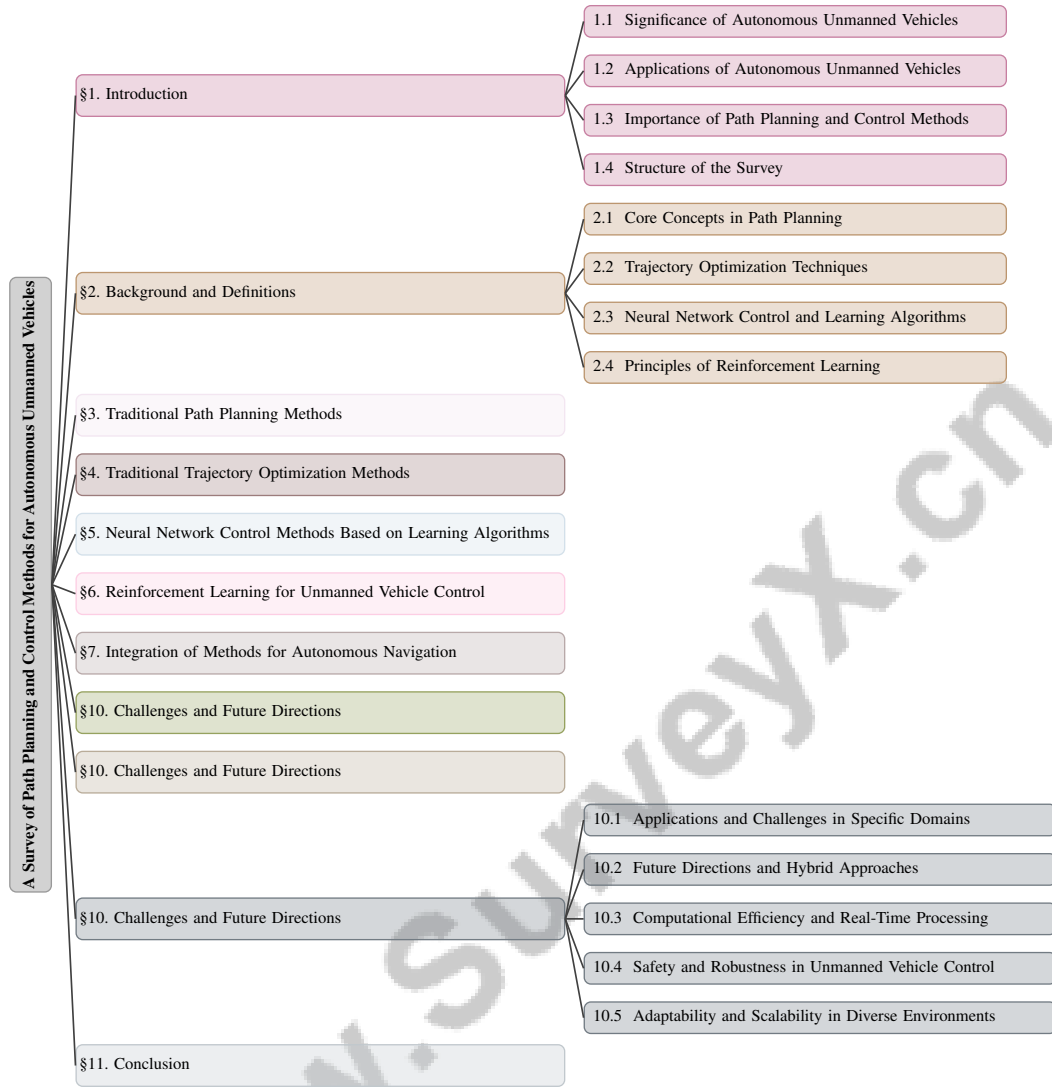 A Survey of Path Planning and Control Methods for Autonomous Unmanned Vehicles
§1. Introduction
1.1 Significance of Autonomous Unmanned Vehicles
1.2 Applications of Autonomous Unmanned Vehicles
1.3 Importance of Path Planning and Control Methods
1.4 Structure of the Survey
§2. Background and Definitions
2.1 Core Concepts in Path Planning
2.2 Trajectory Optimization Techniques
2.3 Neural Network Control and Learning Algorithms
2.4 Principles of Reinforcement Learning
§3. Traditional Path Planning Methods
§4. Traditional Trajectory Optimization Methods
§5. Neural Network Control Methods Based on Learning Algorithms
§6. Reinforcement Learning for Unmanned Vehicle Control
§7. Integration of Methods for Autonomous Navigation
§10. Challenges and Future Directions
§10. Challenges and Future Directions
§10. Challenges and Future Directions
10.1 Applications and Challenges in Specific Domains
10.2 Future Directions and Hybrid Approaches
10.3 Computational Efficiency and Real-Time Processing
10.4 Safety and Robustness in Unmanned Vehicle Control
10.5 Adaptability and Scalability in Diverse Environments
§11. Conclusion
w.SurveyX.cn